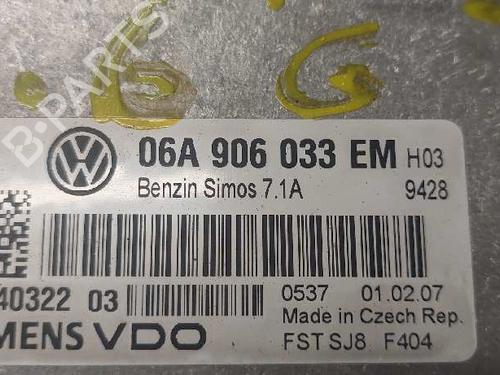 B-PARTS
06A 906 033 EM H03
Benzin Simos 7.1A 9428
40322 03
0537 01.02.07
Made in Czech Rep.
MENS VDO
FST SJ8 F404